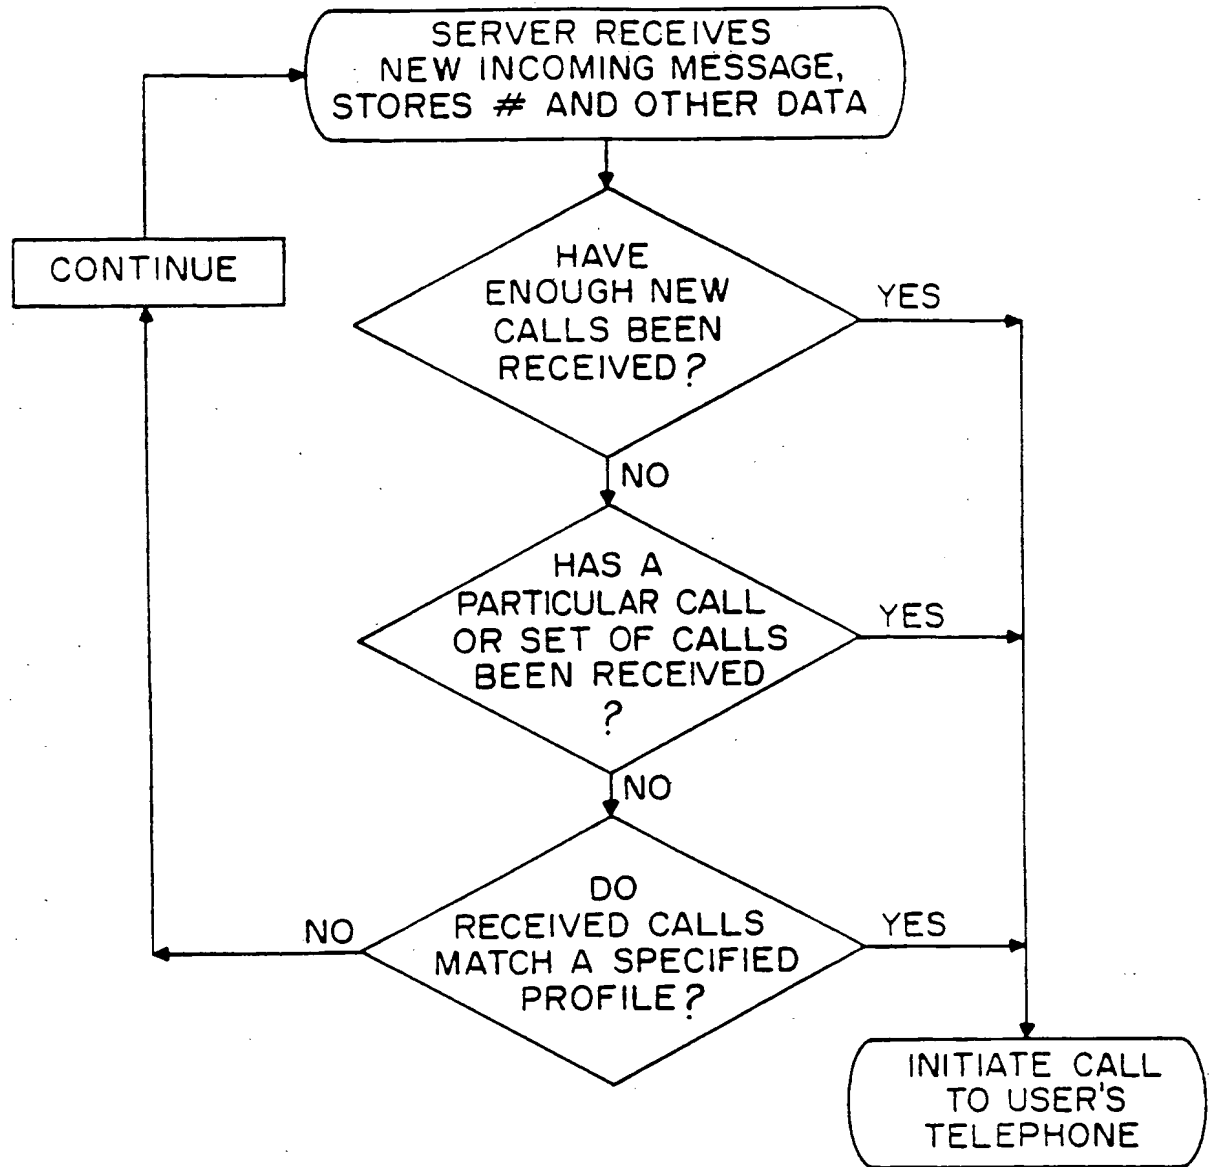 SERVER RECEIVES
NEW INCOMING MESSAGE,
STORES # AND OTHER DATA
CONTINUE
HAVE
ENOUGH NEW
CALLS BEEN
RECEIVED?
YES
NO
HAS A
PARTICULAR CALL
OR SET OF CALLS
BEEN RECEIVED
?
YES
NO
DO
RECEIVED CALLS
MATCH A SPECIFIED
PROFILE?
NO
YES
INITIATE CALL
TO USER'S
TELEPHONE